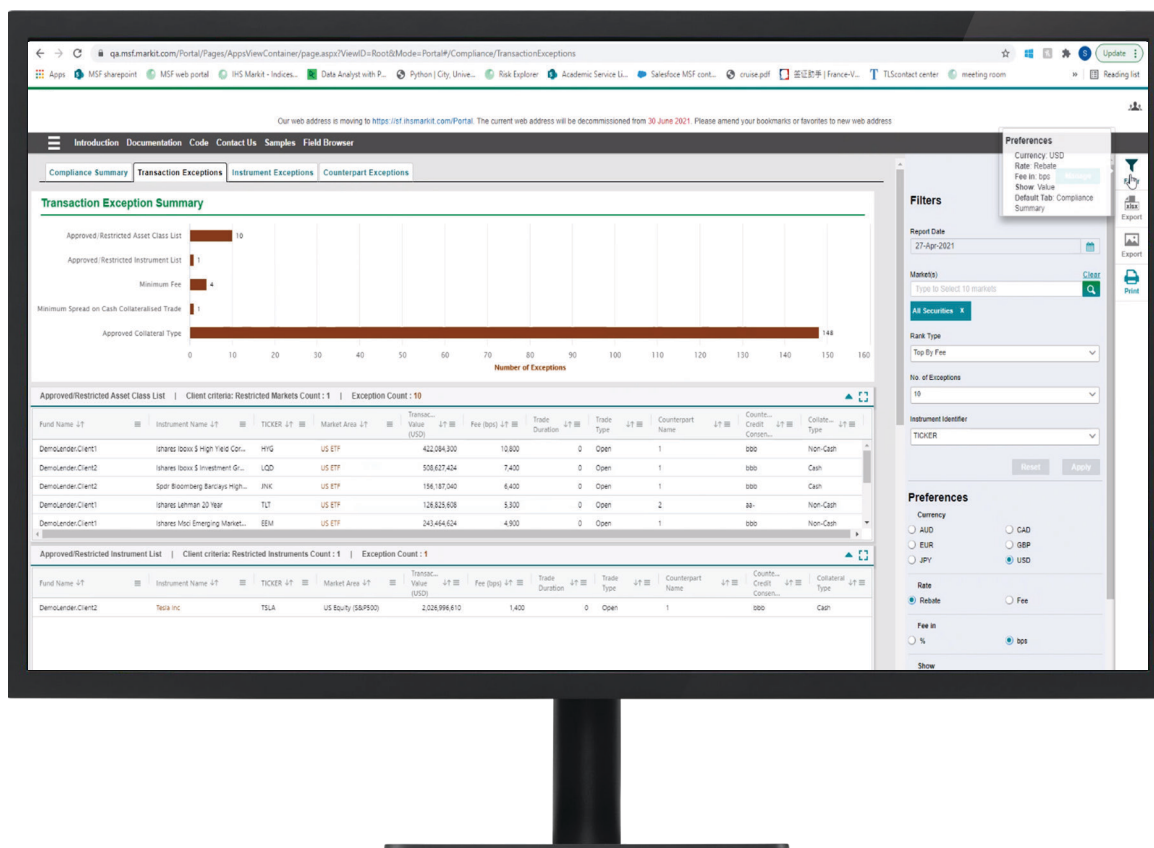 qa.msf.markit.com/Portal/Pages/AppsViewContainer/page.aspx?ViewID=Root&Mode=Portal#/Compliance/TransactionExceptions
Update
Apps MSF sharepoint MSF web portal IHS Markit - Indices... Data Analyst with P... Python | City, Unive... Risk Explorer Academic Service Li... Salesfoce MSF cont... cruise.pdf | France-V... TLScontact center meeting room » Reading list
Our web address is moving to https://sf.ihsmarkit.com/Portal. The current web address will be decommissioned from 30 June 2021. Please amend your bookmarks or favorites to new web address
Introduction Documentation Code Contact Us Samples Field Browser
Preferences
Currency: USD
Rate: Rebate
Fee in: bps
Show: Value
Default Tab: Compliance
Summary
Compliance Summary Transaction Exceptions Instrument Exceptions Counterpart Exceptions
Transaction Exception Summary
Approved/Restricted Asset Class List 10
Approved/Restricted Instrument List 1
Minimum Fee 4
Minimum Spread on Cash Collateralised Trade 1
Approved Collateral Type 148
0 10 20 30 40 50 60 70 80 90 100 110 120 130 140 150 160
Number of Exceptions
Approved/Restricted Asset Class List | Client criteria: Restricted Markets Count : 1 | Exception Count : 10
Fund Name Instrument Name TICKER Market Area Transac... Value (USD) Fee (bps) Trade Duration Trade Type Counterpart Name Counte... Credit Consen... Collate... Type
DemoLender.Client1 Ishares Iboxx $ High Yield Cor... HYG US ETF 422,084,300 10,800 0 Open 1 bbb Non-Cash
DemoLender.Client2 Ishares Iboxx $ Investment Gr... LQD US ETF 508,627,424 7,400 0 Open 1 bbb Cash
DemoLender.Client2 Spdr Bloomberg Barclays High... JNK US ETF 156,187,040 6,400 0 Open 1 bbb Cash
DemoLender.Client1 Ishares Lehman 20 Year TLT US ETF 126,825,608 5,300 0 Open 2 aa- Non-Cash
DemoLender.Client1 Ishares Msci Emerging Market... EEM US ETF 243,464,624 4,900 0 Open 1 bbb Non-Cash
Approved/Restricted Instrument List | Client criteria: Restricted Instruments Count : 1 | Exception Count : 1
Fund Name Instrument Name TICKER Market Area Transac... Value (USD) Fee (bps) Trade Duration Trade Type Counterpart Name Counte... Credit Consen... Collateral Type
DemoLender.Client2 Tesla Inc TSLA US Equity (S&P500) 2,026,996,610 1,400 0 Open 1 bbb Cash
Filters
Report Date
27-Apr-2021
Market(s) Clear
Type to Select 10 markets
All Securities X
Rank Type
Top By Fee
No. of Exceptions
10
Instrument Identifier
TICKER
Reset Apply
Preferences
Currency
AUD CAD
EUR GBP
JPY USD
Rate
Rebate Fee
Fee in
% bps
Show
xlsx
Export
Export
Print